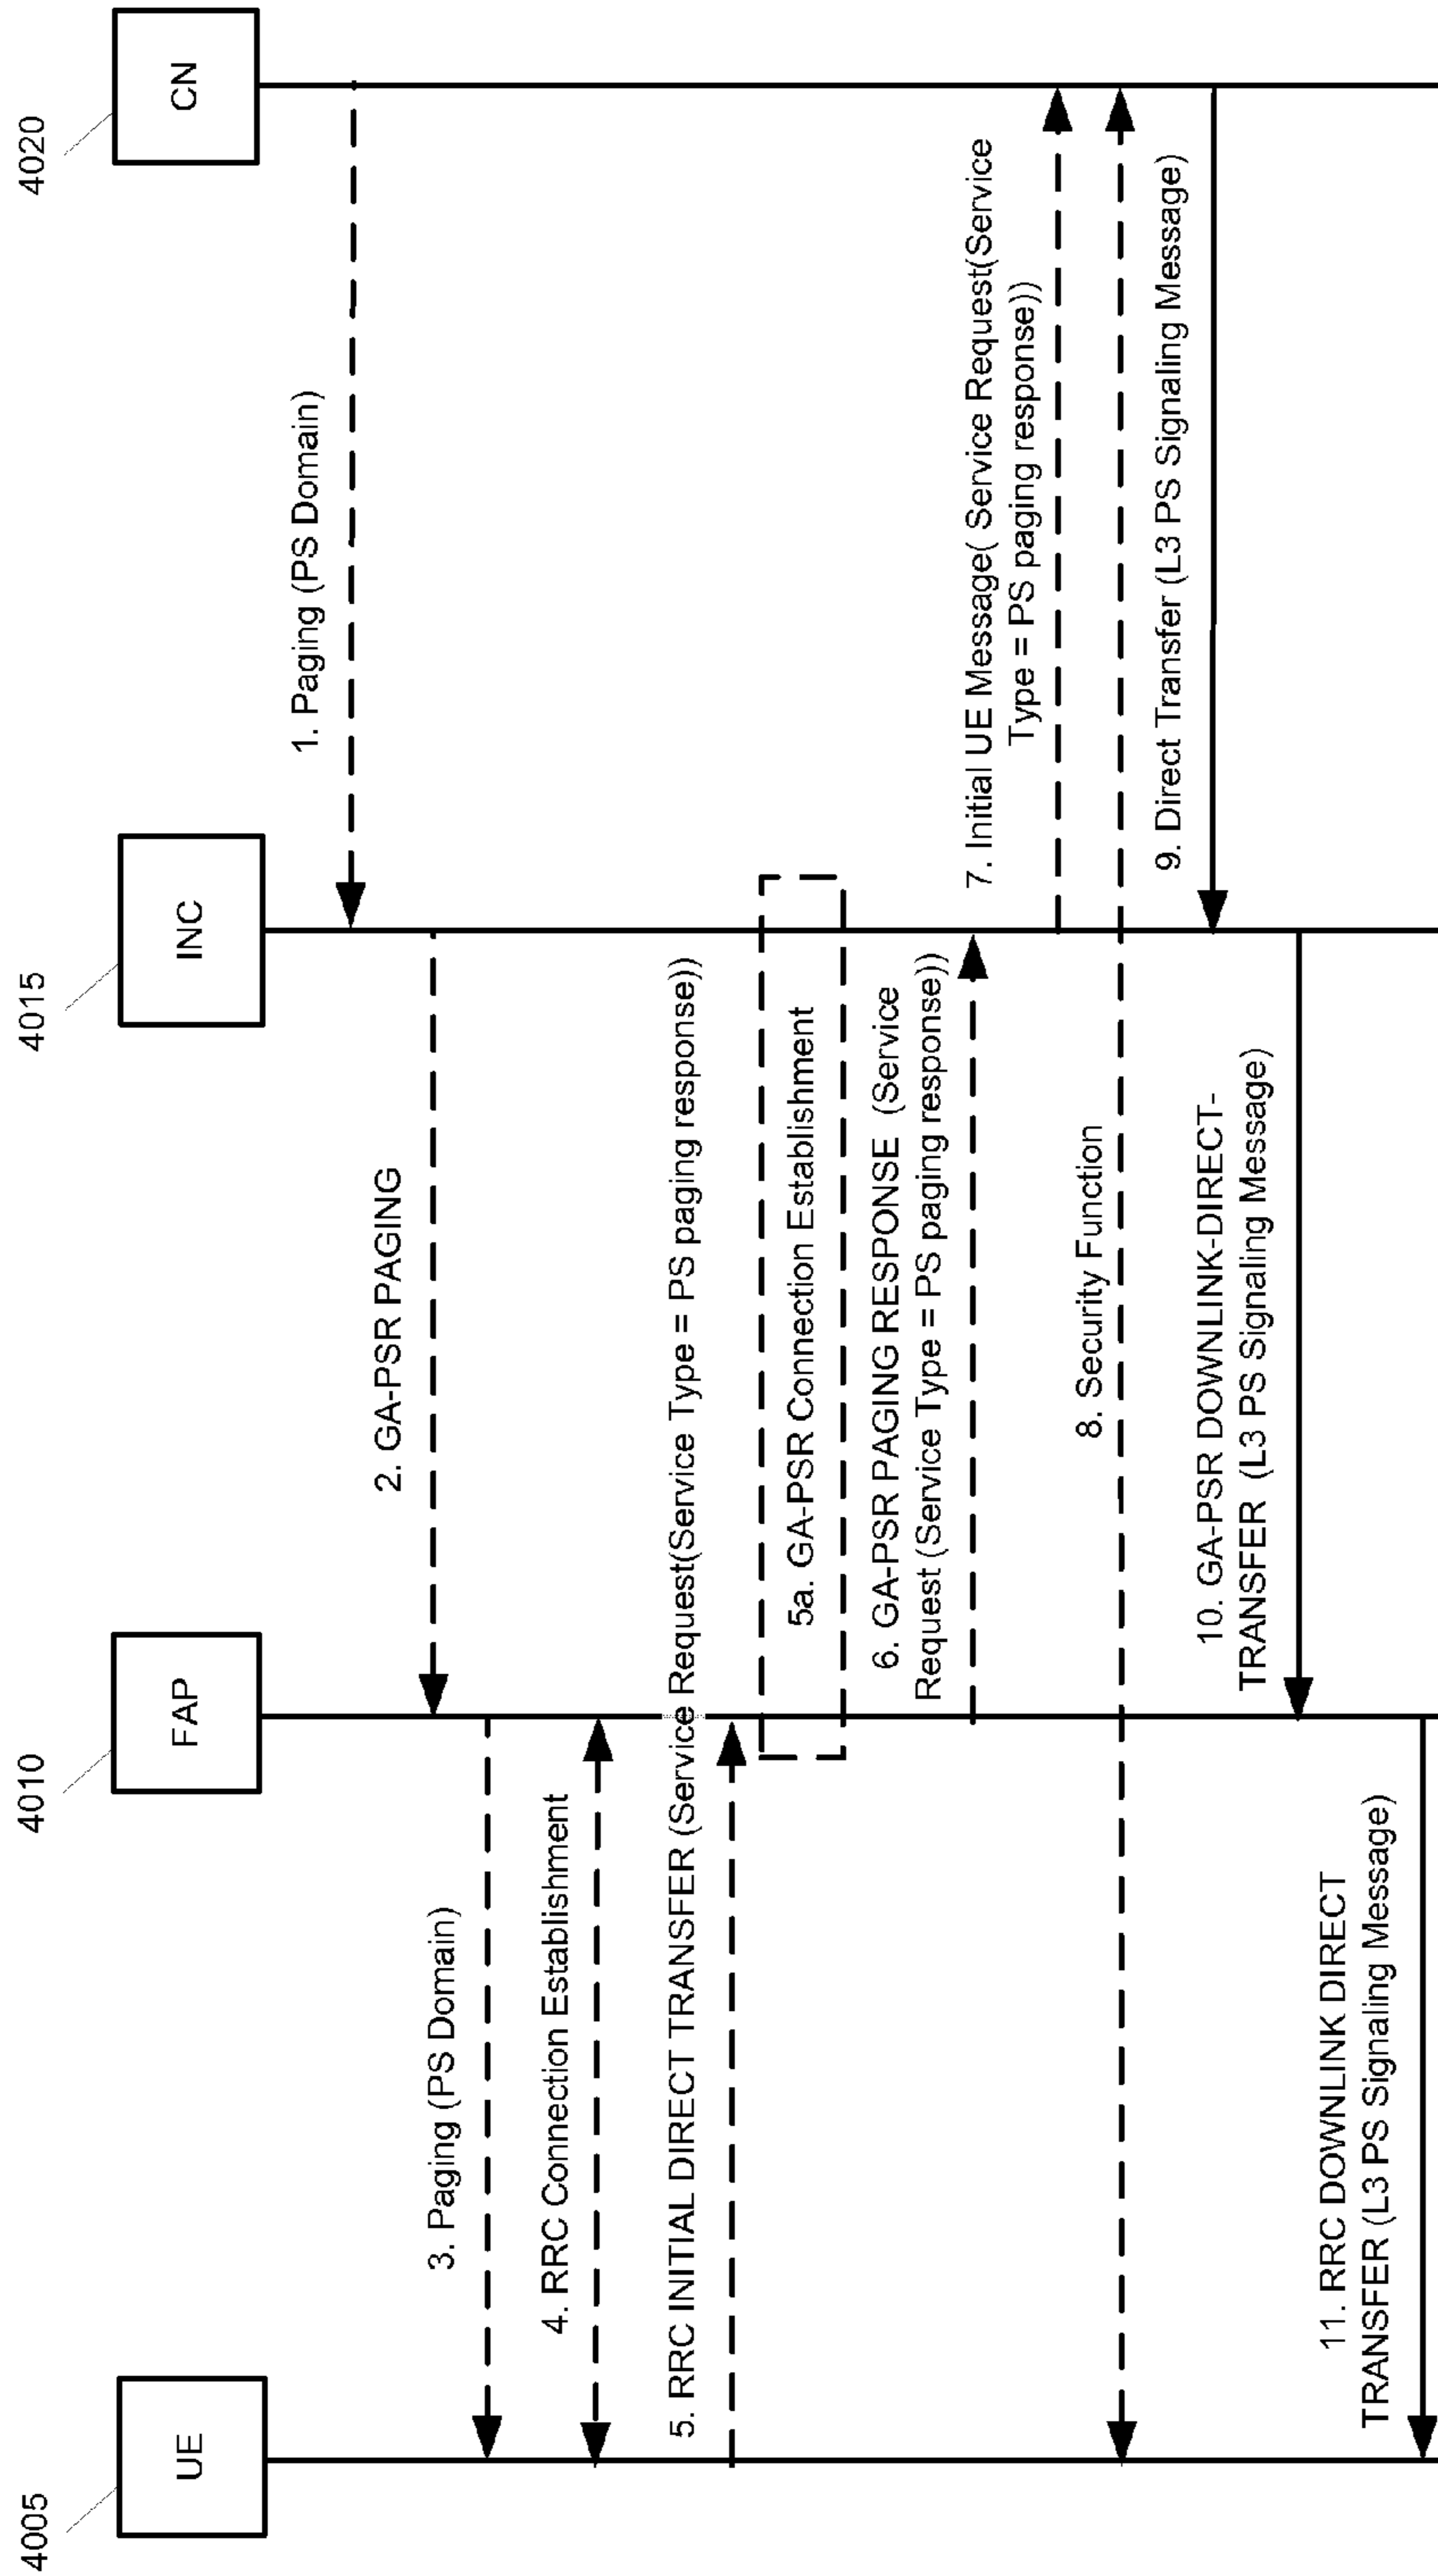 4005
4010
4015
4020
UE
FAP
INC
CN
1. Paging (PS Domain)
2. GA-PSR PAGING
3. Paging (PS Domain)
4. RRC Connection Establishment
5. RRC INITIAL DIRECT TRANSFER (Service Request(Service Type = PS paging response))
5a. GA-PSR Connection Establishment
6. GA-PSR PAGING RESPONSE (Service
Request (Service Type = PS paging response))
7. Initial UE Message( Service Request(Service
Type = PS paging response))
8. Security Function
9. Direct Transfer (L3 PS Signaling Message)
10. GA-PSR DOWNLINK-DIRECT-
TRANSFER (L3 PS Signaling Message)
11. RRC DOWNLINK DIRECT
TRANSFER (L3 PS Signaling Message)